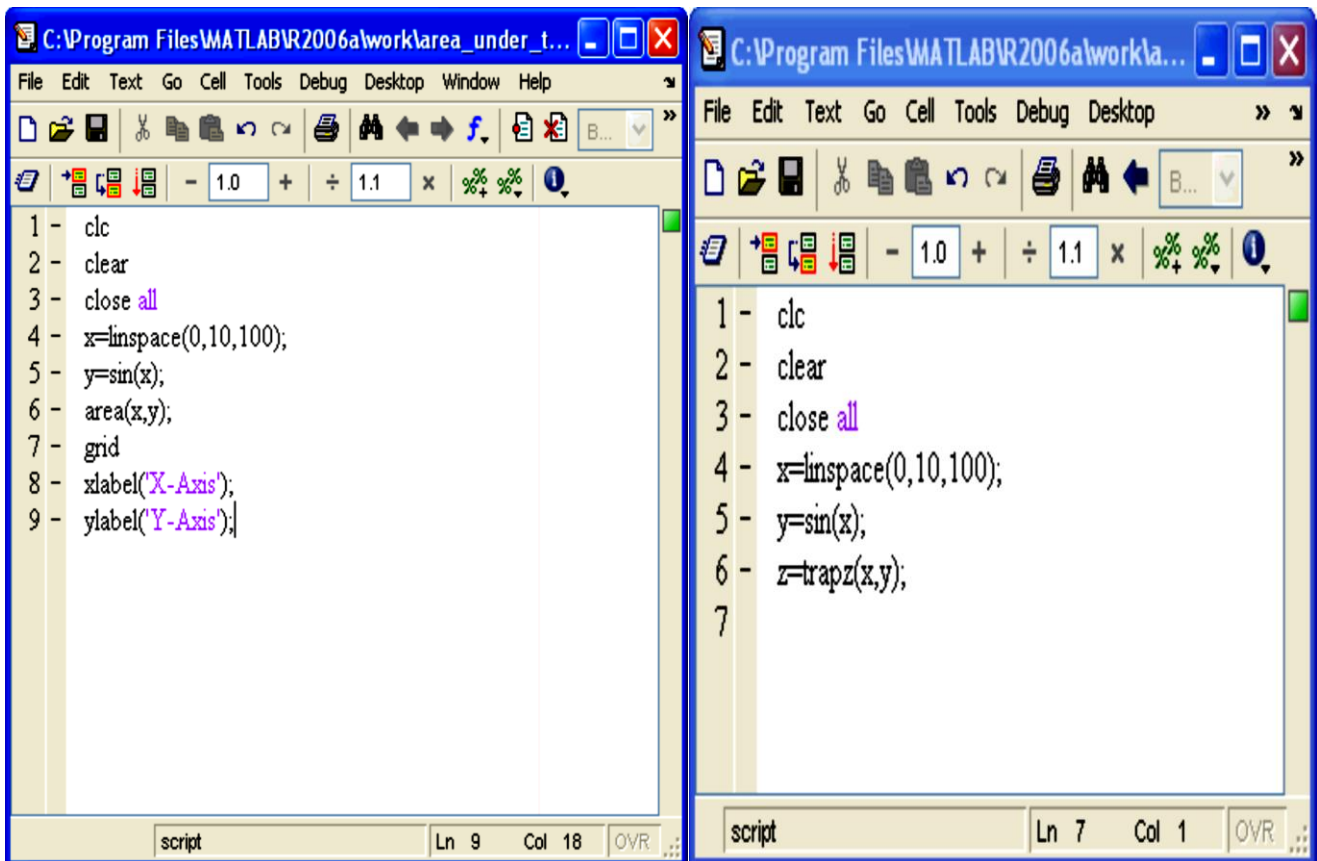 C:\Program Files\MATLAB\R2006a\work\area_under_t...
File Edit Text Go Cell Tools Debug Desktop Window Help
B...
1.0 1.1
1 - clc
2 - clear
3 - close all
4 - x=linspace(0,10,100);
5 - y=sin(x);
6 - area(x,y);
7 - grid
8 - xlabel('X-Axis');
9 - ylabel('Y-Axis');
script Ln 9 Col 18 OVR
C:\Program Files\MATLAB\R2006a\work\a...
File Edit Text Go Cell Tools Debug Desktop
B...
1.0 1.1
1 - clc
2 - clear
3 - close all
4 - x=linspace(0,10,100);
5 - y=sin(x);
6 - z=trapz(x,y);
7
script Ln 7 Col 1 OVR